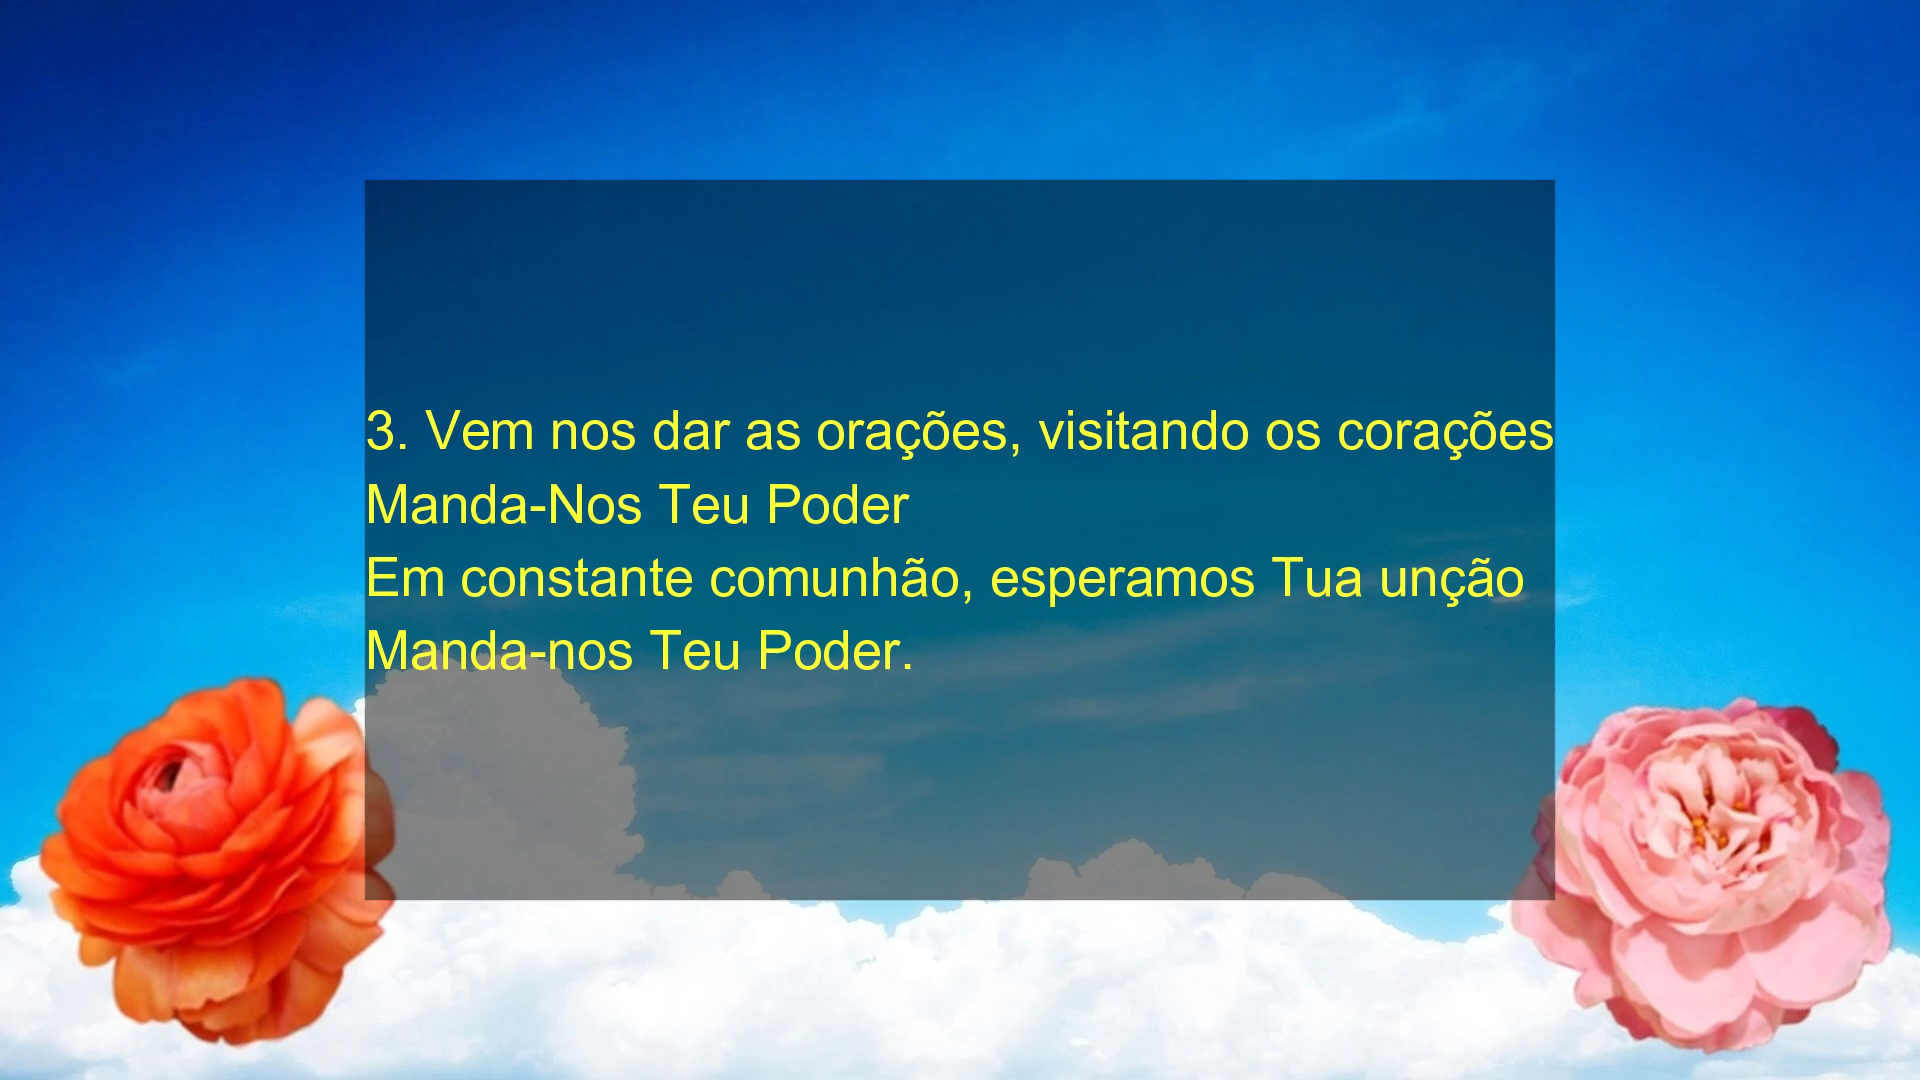 3. Vem nos dar as orações, visitando os corações
Manda-Nos Teu Poder
Em constante comunhão, esperamos Tua unção
Manda-nos Teu Poder.